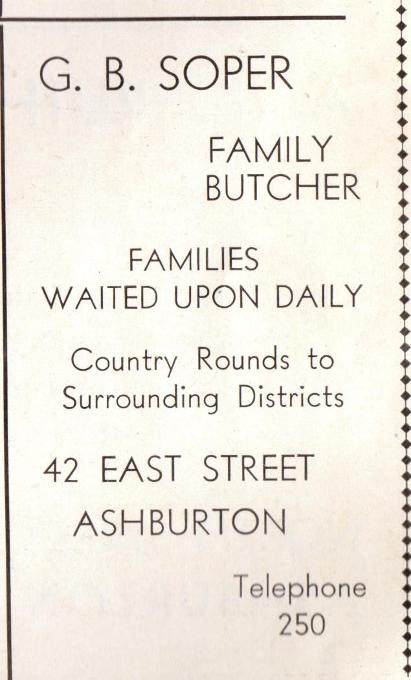 G. B. SOPER
FAMILY
BUTCHER
FAMILIES
WAITED UPON DAILY
Country Rounds to
Surrounding Districts
42 EAST STREET
ASHBURTON
Telephone
250